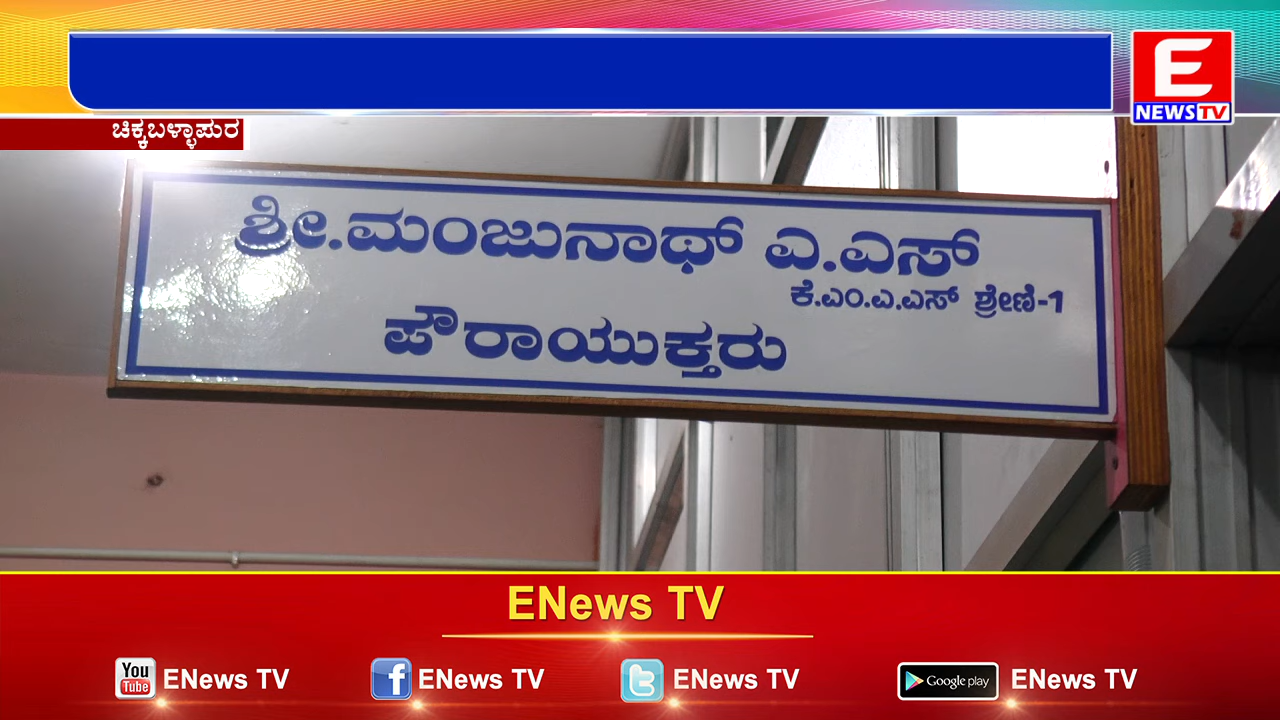 E
NEWSTV
ಚಿಕ್ಕಬಳ್ಳಾಪುರ
ಶ್ರೀ.ಮಂಜುನಾಥ್ ಎ.ಎಸ್
ಕೆ.ಎಂ.ಎ.ಎಸ್ ಶ್ರೇಣಿ-1
ಪೌರಾಯುಕ್ತರು
ENews TV
You Tube ENews TV f ENews TV t ENews TV Google play ENews TV